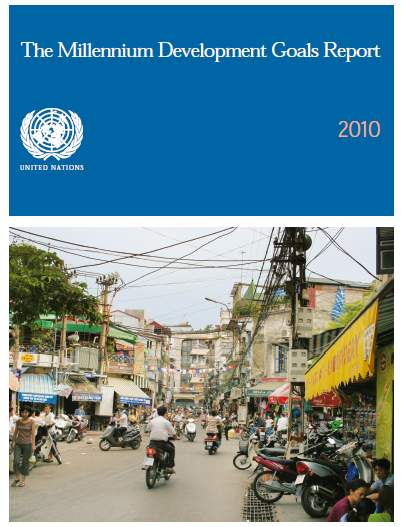 The Millennium Development Goals Report
2010
UNITED NATIONS